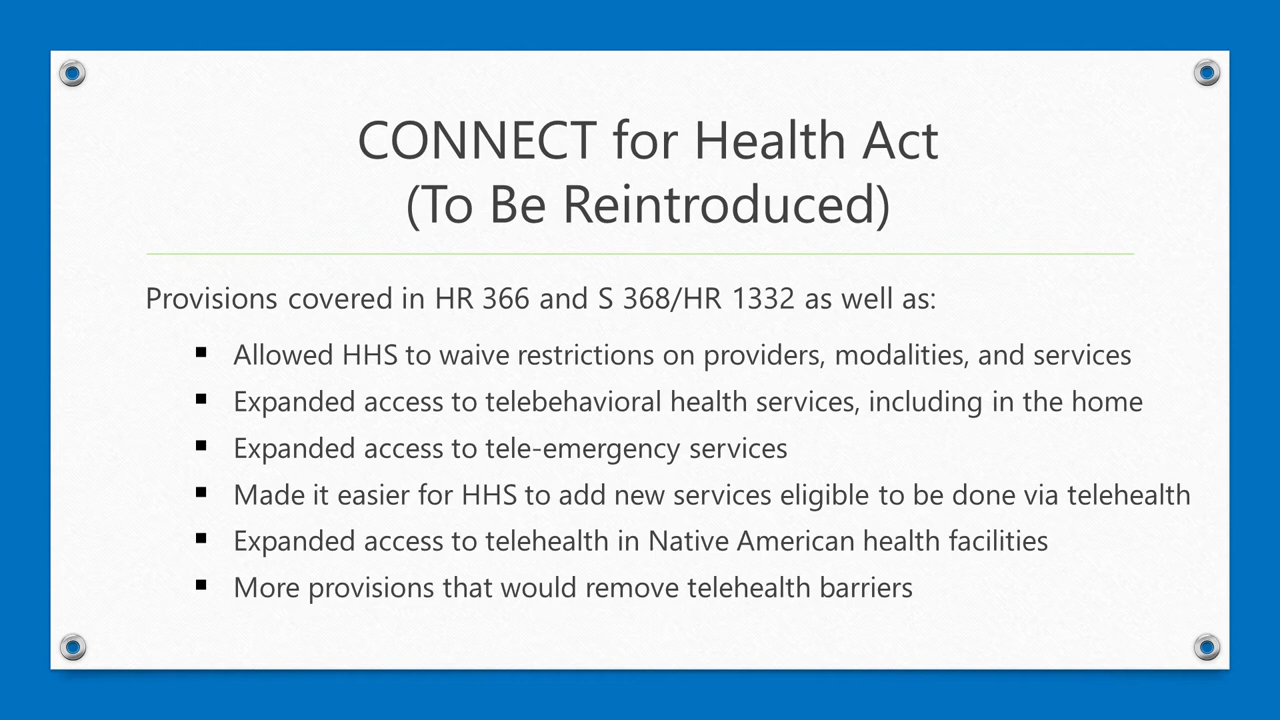 CONNECT for Health Act
(To Be Reintroduced)
Provisions covered in HR 366 and S 368/HR 1332 as well as:
▪ Allowed HHS to waive restrictions on providers, modalities, and services
▪ Expanded access to telebehavioral health services, including in the home
▪ Expanded access to tele-emergency services
▪ Made it easier for HHS to add new services eligible to be done via telehealth
▪ Expanded access to telehealth in Native American health facilities
▪ More provisions that would remove telehealth barriers